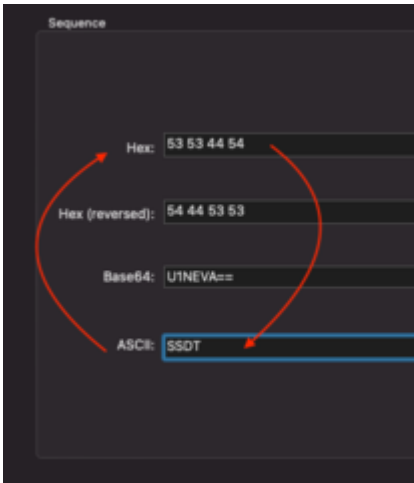 Sequence
Hex: 53 53 44 54
Hex (reversed): 54 44 53 53
Base64: U1NEVA==
ASCII: SSDT